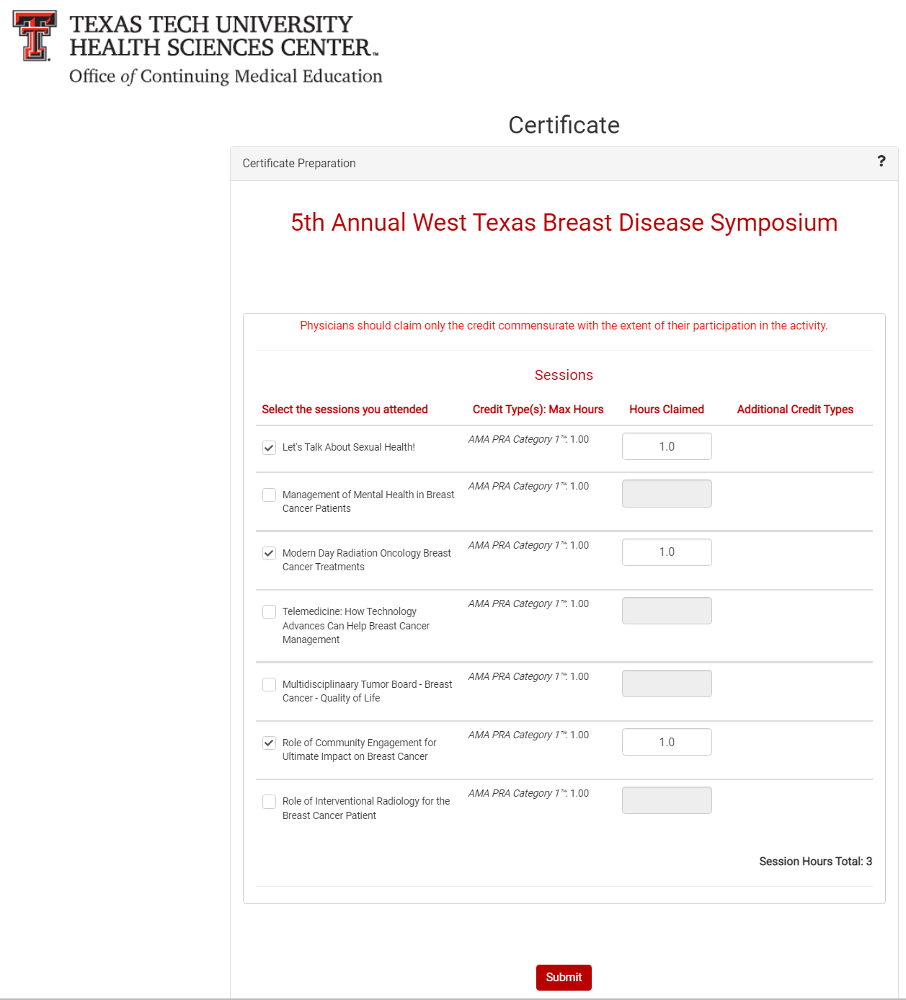 TEXAS TECH UNIVERSITY
HEALTH SCIENCES CENTER™
Office of Continuing Medical Education
Certificate
Certificate Preparation ?
5th Annual West Texas Breast Disease Symposium
Physicians should claim only the credit commensurate with the extent of their participation in the activity.
Sessions
Select the sessions you attended Credit Type(s): Max Hours Hours Claimed Additional Credit Types
Let's Talk About Sexual Health! AMA PRA Category 1™: 1.00 1.0
Management of Mental Health in Breast AMA PRA Category 1™: 1.00
Cancer Patients
Modern Day Radiation Oncology Breast AMA PRA Category 1™: 1.00 1.0
Cancer Treatments
Telemedicine: How Technology AMA PRA Category 1™: 1.00
Advances Can Help Breast Cancer
Management
Multidisciplinaary Tumor Board - Breast AMA PRA Category 1™: 1.00
Cancer - Quality of Life
Role of Community Engagement for AMA PRA Category 1™: 1.00 1.0
Ultimate Impact on Breast Cancer
Role of Interventional Radiology for the AMA PRA Category 1™: 1.00
Breast Cancer Patient
Session Hours Total: 3
Submit